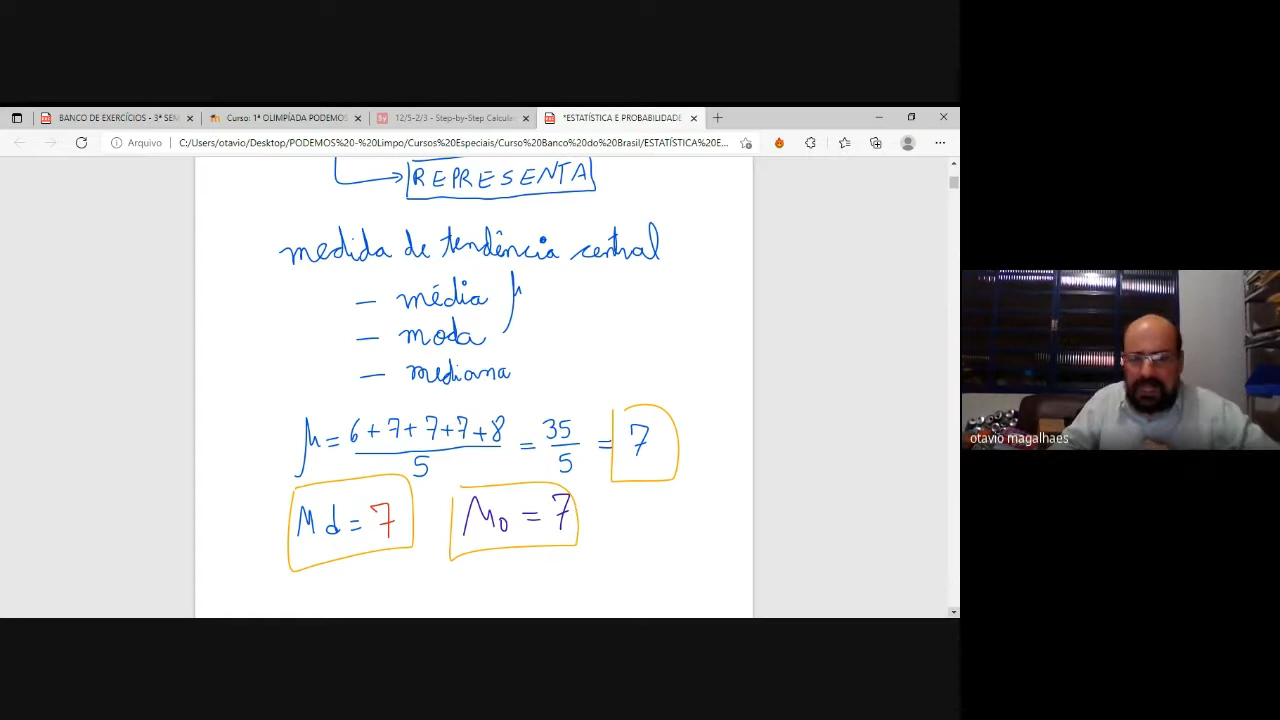 BANCO DE EXERCÍCIOS - 3ª SEM
Curso: 1ª OLIMPÍADA PODEMOS
12/5-2/3 - Step-by-Step Calcula
*ESTATÍSTICA E PROBABILIDADE
Arquivo
C:/Users/otavio/Desktop/PODEMOS%20-%20Limpo/Cursos%20Especiais/Curso%20Banco%20do%20Brasil/ESTATÍSTICA%20E...
REPRESENTA
medida de tendência central
— média μ
— moda
— mediana
μ = 6+7+7+7+8 / 5 = 35/5 = 7
Md = 7 Mo = 7
otavio magalhaes